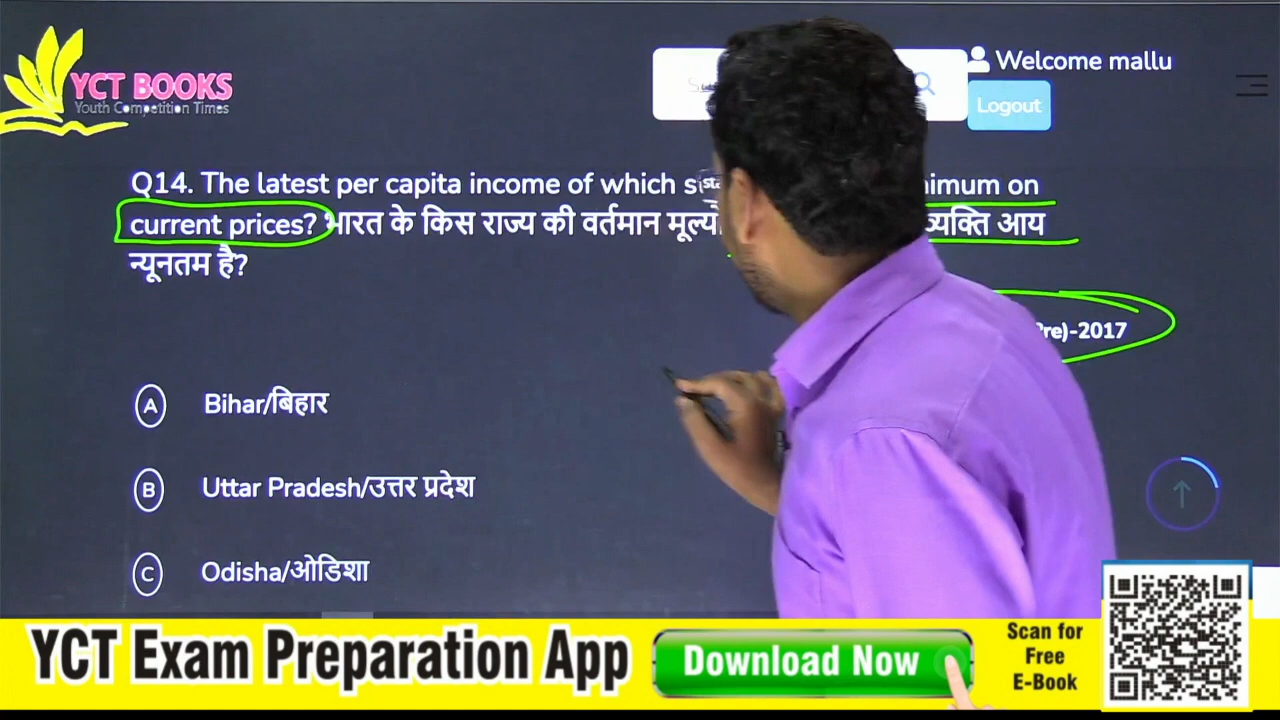 YCT BOOKS
Youth Competition Times
Welcome mallu
Logout
Q14. The latest per capita income of which on
current prices? भारत के किस राज्य की वर्तमान आय
न्यूनतम है?
-2017
A Bihar/बिहार
B Uttar Pradesh/उत्तर प्रदेश
C Odisha/ओडिशा
YCT Exam Preparation App
Download Now
Scan for
Free
E-Book